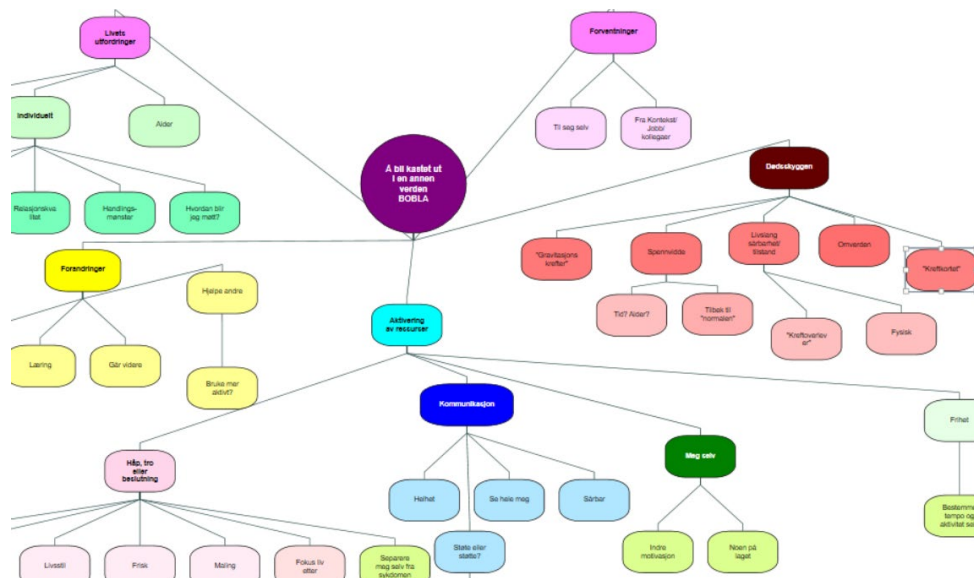 Livets
utfordringer
Forventninger
Individuelt
Alder
Til seg selv
Fra Kontekst/
Jobb/
kollegaer
Å bli kastet ut
i en annen
verden
BOBLA
Dødsskyggen
Relasjonskva
litet
Handlings-
mønster
Hvordan blir
jeg møtt?
"Gravitasjons
krefter"
Spennvidde
Livslang
sårbarhet/
tilstand
Omverden
"Kreftkortet"
Forandringer
Hjelpe andre
Aktivering
av ressurser
Tid? Alder?
Tilbek til
"normalen"
"Kreftoverlev
er"
Fysisk
Læring
Går videre
Bruke mer
aktivt?
Kommunikasjon
Frihet
Håp, tro
eller
beslutning
Meg selv
Helhet
Se hele meg
Sårbar
Bestemme
tempo og
aktivitet se
Støte eller
støtte?
Indre
motivasjon
Noen på
laget
Livsstil
Frisk
Maling
Fokus liv
etter
Separere
meg selv fra
sykdomen